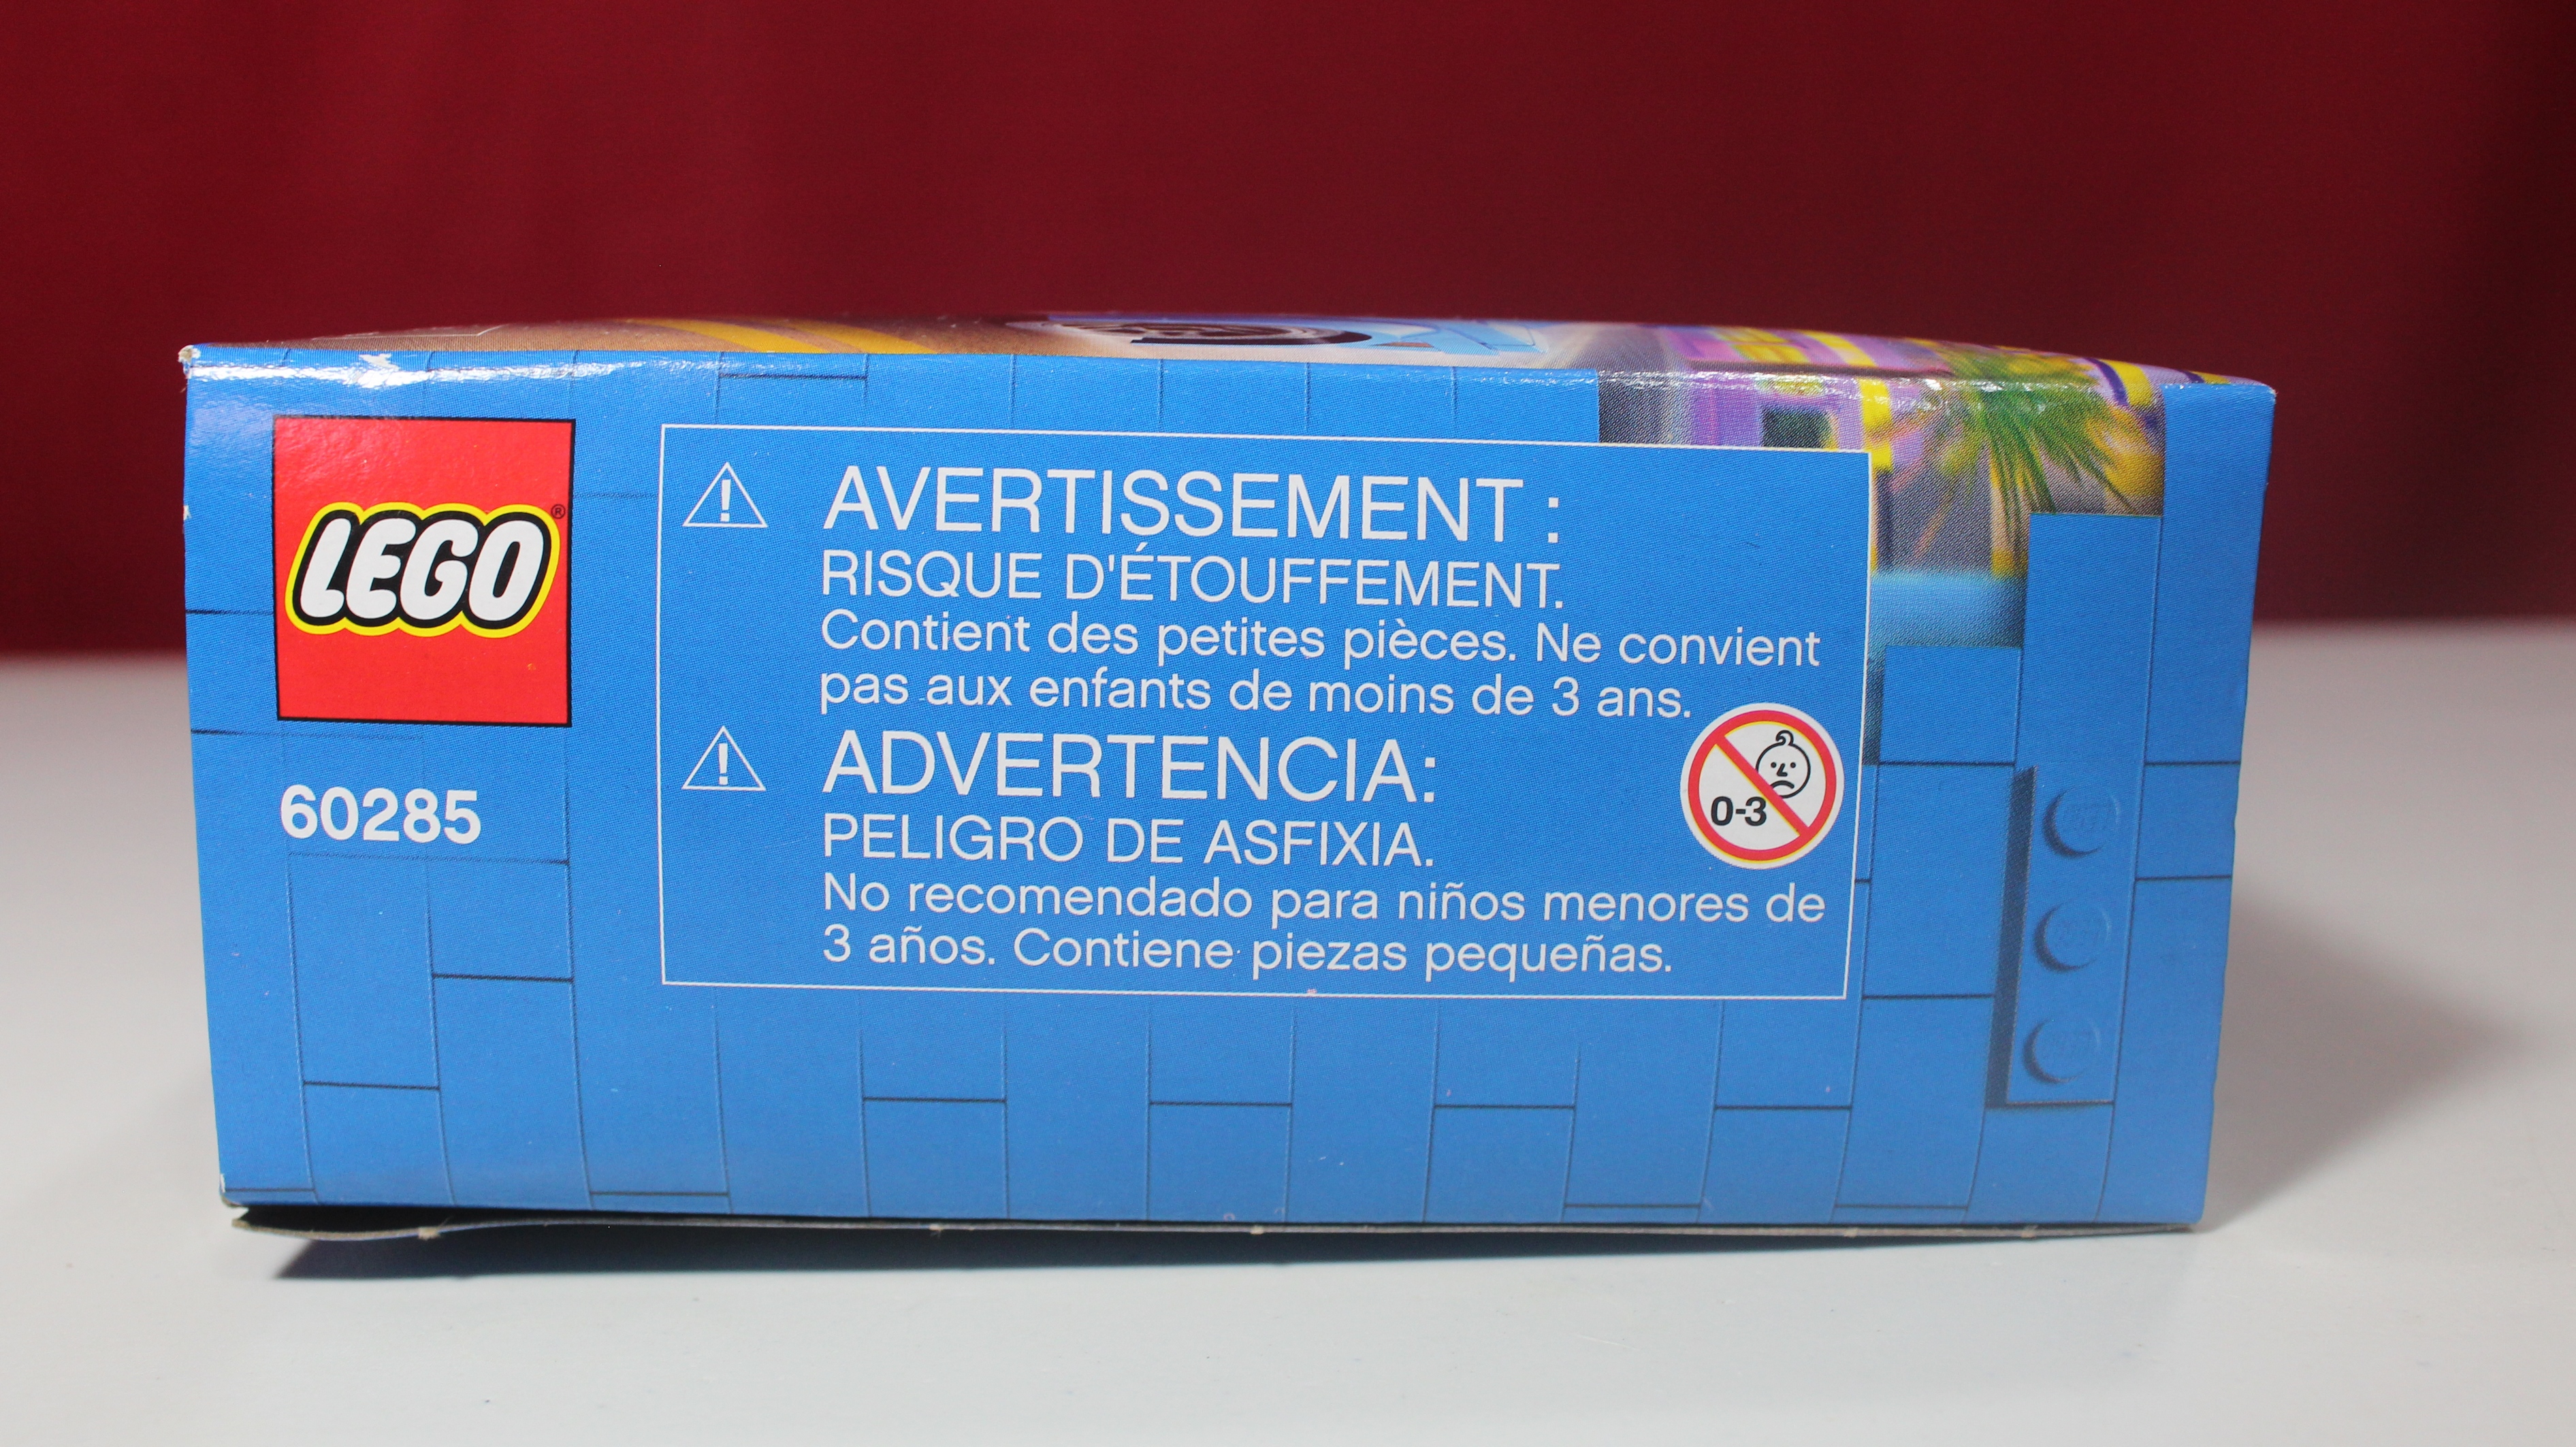 LEGO®
60285
AVERTISSEMENT :
RISQUE D'ÉTOUFFEMENT.
Contient des petites pièces. Ne convient
pas aux enfants de moins de 3 ans.
ADVERTENCIA:
PELIGRO DE ASFIXIA.
No recomendado para niños menores de
3 años. Contiene piezas pequeñas.
0-3